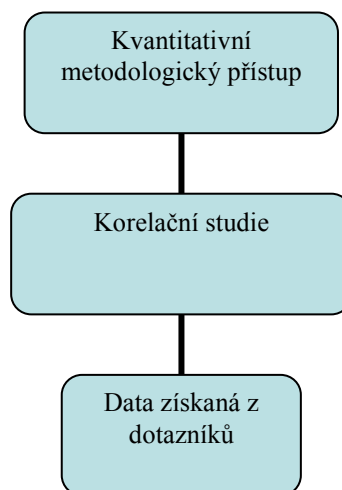 Kvantitativní
metodologický přístup
Korelační studie
Data získaná z
dotazníků